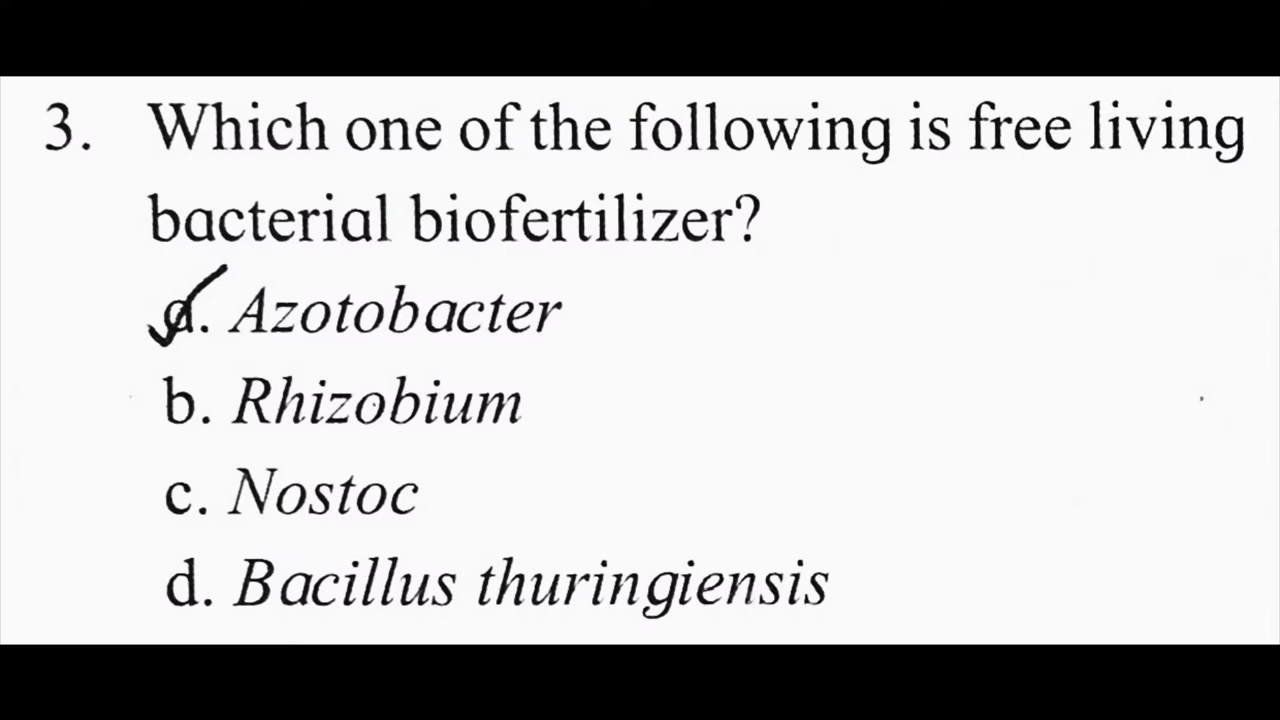 3. Which one of the following is free living
bacterial biofertilizer?
a. Azotobacter
b. Rhizobium
c. Nostoc
d. Bacillus thuringiensis